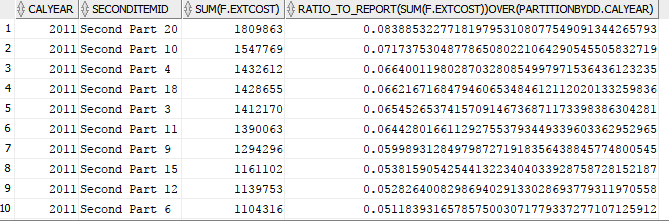 CALYEAR SECONDITEMID SUM(F.EXTCOST) RATIO_TO_REPORT(SUM(F.EXTCOST))OVER(PARTITIONBYDD.CALYEAR)
1 2011 Second Part 20 1809863 0.0838853227718197953108077549091344265793
2 2011 Second Part 10 1547769 0.0717375304877865080221064290545505832719
3 2011 Second Part 4 1432612 0.0664001198028703280854997971536436123235
4 2011 Second Part 18 1428655 0.0662167168479460653484612112020133259836
5 2011 Second Part 3 1412170 0.0654526537415709146736871173398386304281
6 2011 Second Part 11 1390063 0.0644280166112927553793449339603362952965
7 2011 Second Part 9 1294296 0.0599893128497987271918356438845774800545
8 2011 Second Part 15 1161102 0.0538159054254413223404033928758728152187
9 2011 Second Part 12 1139753 0.0528264008298694029133028693779311970558
10 2011 Second Part 6 1104316 0.0511839316578575003071779337277107125912